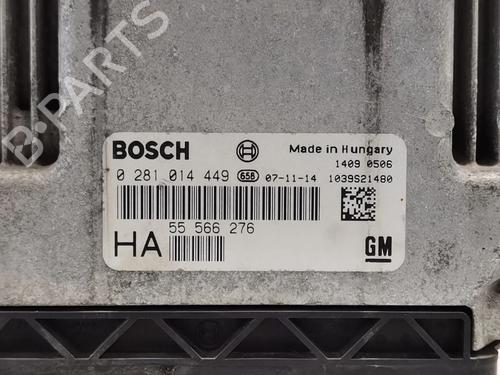 BOSCH
Made in Hungary
1409 0506
0 281 014 449 658 07-11-14 1039S21480
55 566 276
HA
GM
B-PARTS